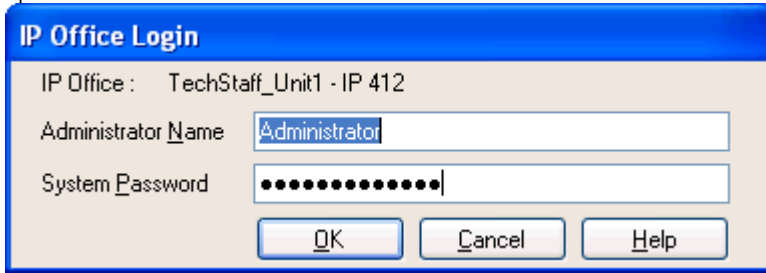 IP Office Login
IP Office : TechStaff_Unit1 - IP 412
Administrator Name Administrator
System Password ●●●●●●●●●●●●●
OK Cancel Help